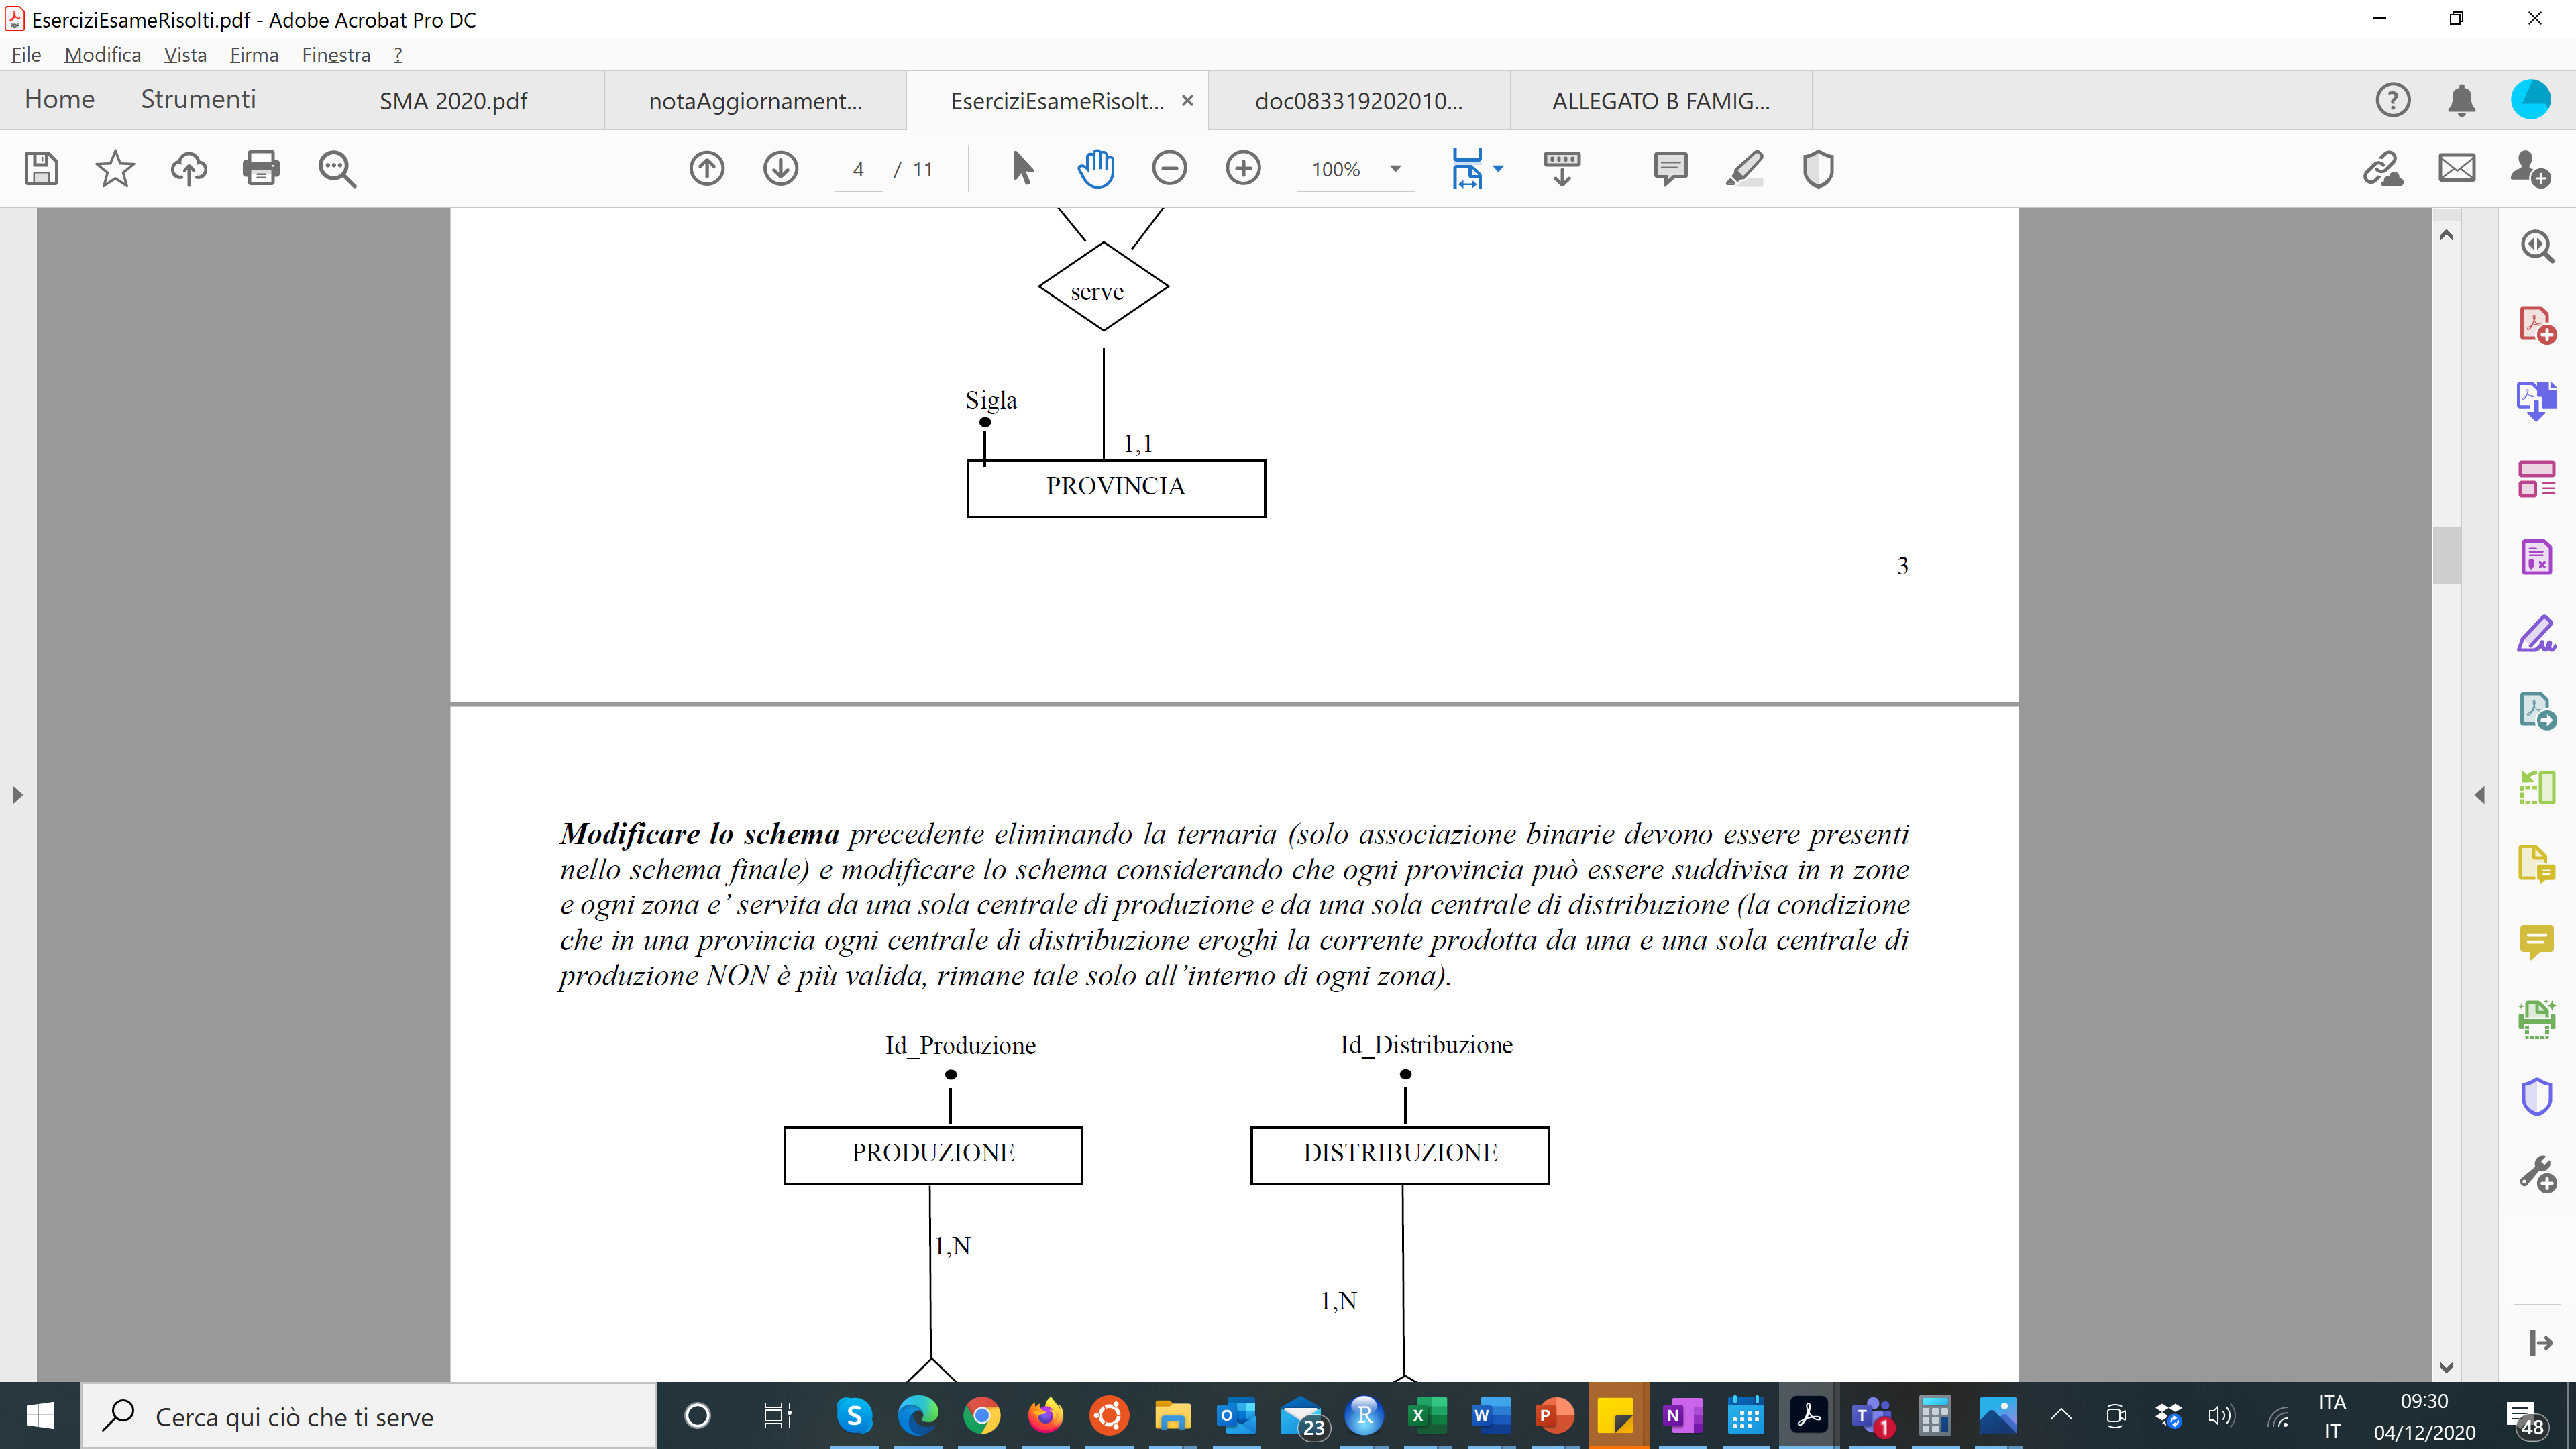 EserciziEsameRisolti.pdf - Adobe Acrobat Pro DC
File Modifica Vista Firma Finestra ?
Home Strumenti SMA 2020.pdf notaAggiornament... EserciziEsameRisolt... doc083319202010... ALLEGATO B FAMIG...
4 / 11 100%
serve
Sigla
1,1
PROVINCIA
3
Modificare lo schema precedente eliminando la ternaria (solo associazione binarie devono essere presenti
nello schema finale) e modificare lo schema considerando che ogni provincia può essere suddivisa in n zone
e ogni zona e’ servita da una sola centrale di produzione e da una sola centrale di distribuzione (la condizione
che in una provincia ogni centrale di distribuzione eroghi la corrente prodotta da una e una sola centrale di
produzione NON è più valida, rimane tale solo all’interno di ogni zona).
Id_Produzione Id_Distribuzione
PRODUZIONE DISTRIBUZIONE
1,N
1,N
Cerca qui ciò che ti serve
23
1
ITA
IT
09:30
04/12/2020
48